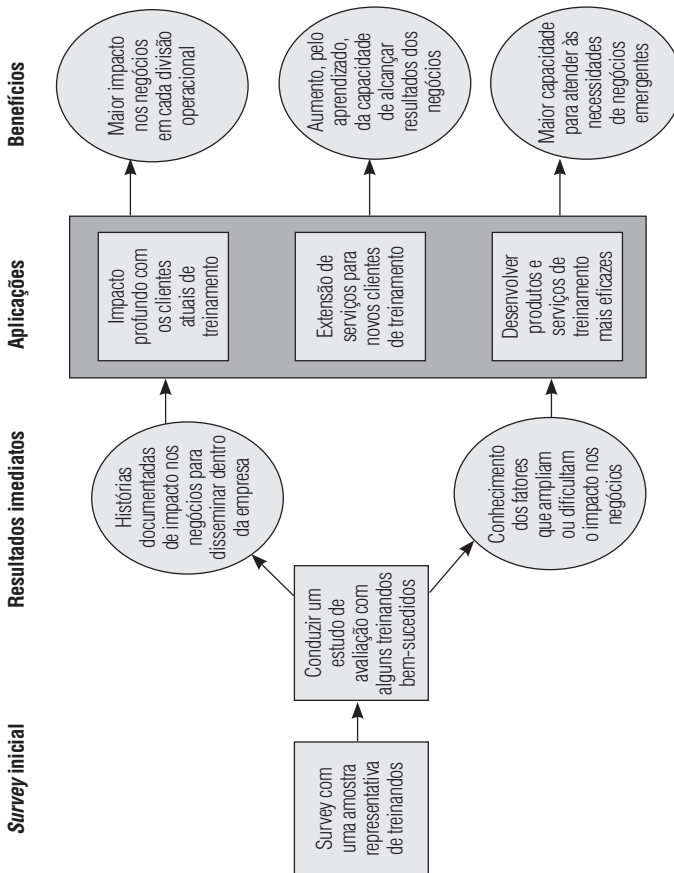 Survey inicial
Resultados imediatos
Aplicações
Benefícios
Survey com
uma amostra
representativa
de treinandos
Conduzir um
estudo de
avaliação com
alguns treinandos
bem-sucedidos
Histórias
documentadas
de impacto nos
negócios para
disseminar dentro
da empresa
Conhecimento
dos fatores
que ampliam
ou dificultam
o impacto nos
negócios
Impacto
profundo com
os clientes
atuais de
treinamento
Extensão de
serviços para
novos clientes
de treinamento
Desenvolver
produtos e
serviços de
treinamento
mais eficazes
Maior impacto
nos negócios
em cada divisão
operacional
Aumento, pelo
aprendizado,
da capacidade
de alcançar
resultados dos
negócios
Maior capacidade
para atender às
necessidades
de negócios
emergentes